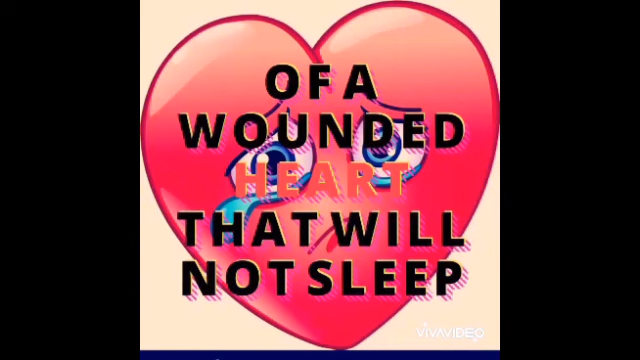 OF A
WOUNDED
HEART
THAT WILL
NOT SLEEP
VIVAVIDEO